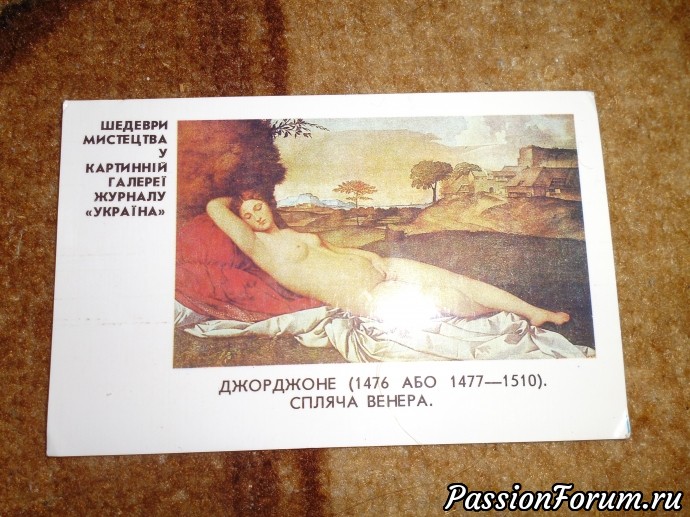 ШЕДЕВРИ
МИСТЕЦТВА
У
КАРТИННІЙ
ГАЛЕРЕЇ
ЖУРНАЛУ
«УКРАЇНА»
ДЖОРДЖОНЕ (1476 АБО 1477—1510).
СПЛЯЧА ВЕНЕРА.
PassionForum.ru